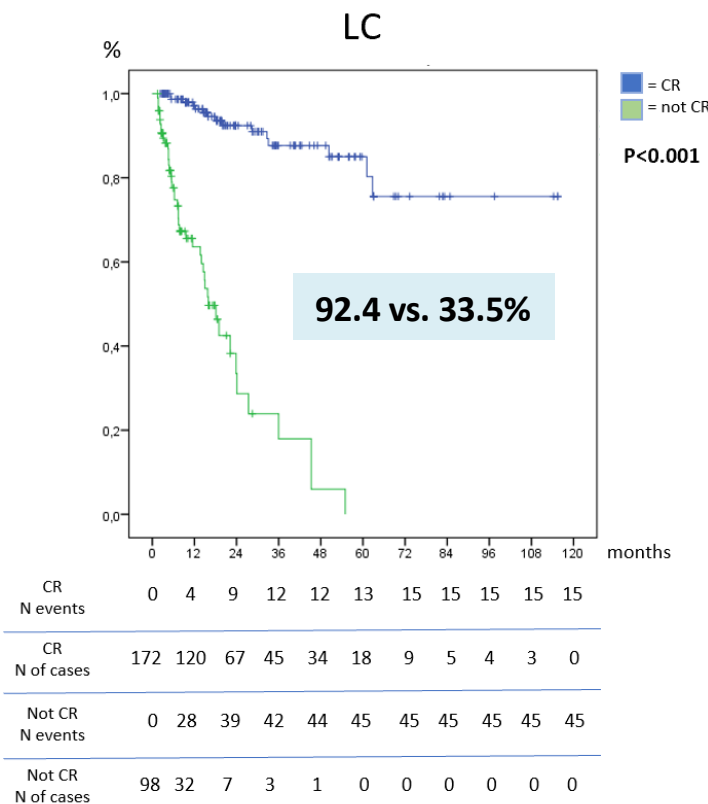 LC
%
= CR
= not CR
P<0.001
1,0
0,8
0,6
0,4
0,2
0,0
92.4 vs. 33.5%
0 12 24 36 48 60 72 84 96 108 120 months
CR
N events
0 4 9 12 12 13 15 15 15 15 15
CR
N of cases
172 120 67 45 34 18 9 5 4 3 0
Not CR
N events
0 28 39 42 44 45 45 45 45 45 45
Not CR
N of cases
98 32 7 3 1 0 0 0 0 0 0